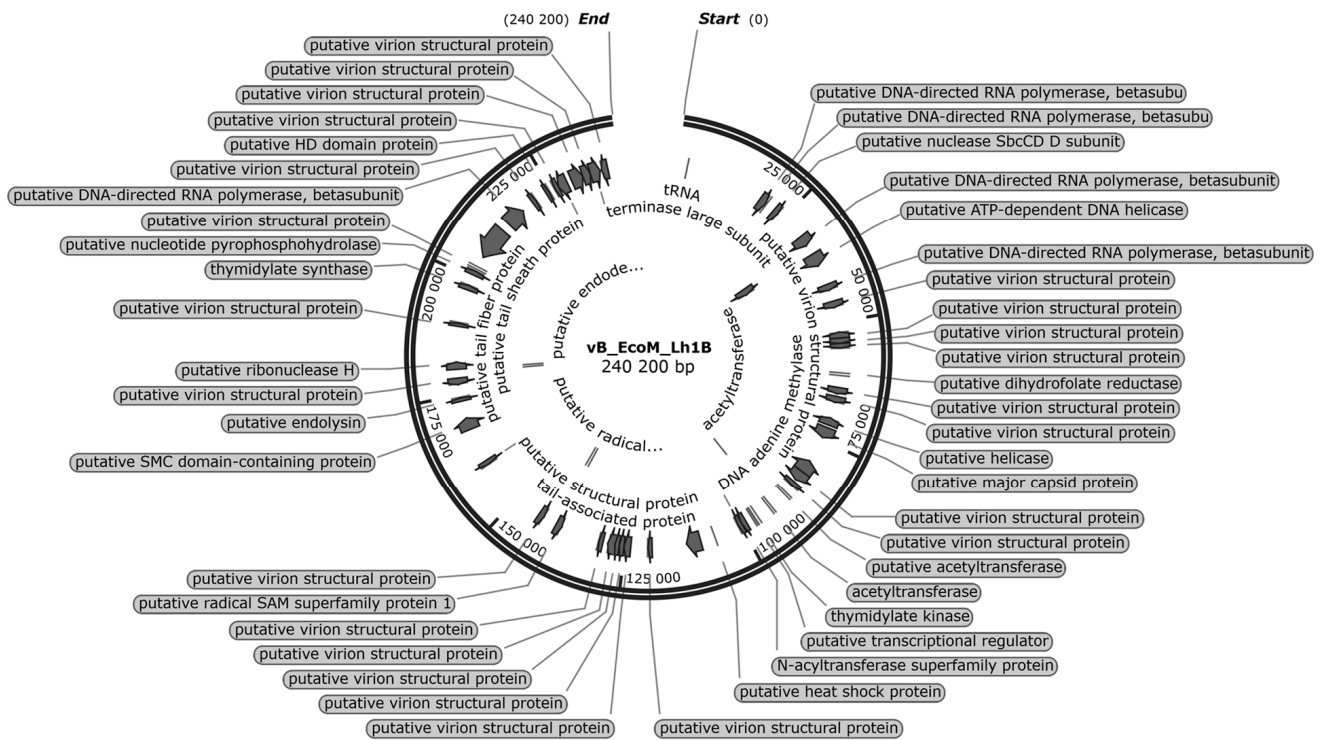 (240 200) End
Start (0)
putative virion structural protein
putative virion structural protein
putative virion structural protein
putative virion structural protein
putative HD domain protein
putative virion structural protein
putative DNA-directed RNA polymerase, betasubunit
putative virion structural protein
putative nucleotide pyrophosphohydrolase
thymidylate synthase
putative virion structural protein
putative ribonuclease H
putative virion structural protein
putative endolysin
putative SMC domain-containing protein
putative virion structural protein
putative radical SAM superfamily protein 1
putative virion structural protein
putative virion structural protein
putative virion structural protein
putative virion structural protein
putative virion structural protein
putative DNA-directed RNA polymerase, betasubu
putative DNA-directed RNA polymerase, betasubu
putative nuclease SbcCD D subunit
putative DNA-directed RNA polymerase, betasubunit
putative ATP-dependent DNA helicase
putative DNA-directed RNA polymerase, betasubunit
putative virion structural protein
putative virion structural protein
putative virion structural protein
putative virion structural protein
putative dihydrofolate reductase
putative virion structural protein
putative virion structural protein
putative helicase
putative major capsid protein
putative virion structural protein
putative virion structural protein
putative acetyltransferase
acetyltransferase
thymidylate kinase
putative transcriptional regulator
N-acyltransferase superfamily protein
putative heat shock protein
putative virion structural protein
25 000
50 000
75 000
100 000
125 000
150 000
175 000
200 000
225 000
tRNA
terminase large subunit
putative virion structural protein
acetyltransferase
DNA adenine methylase
putative structural protein
tail-associated protein
putative radical...
putative endode...
putative tail fiber protein
putative tail sheath protein
vB_EcoM_Lh1B
240 200 bp